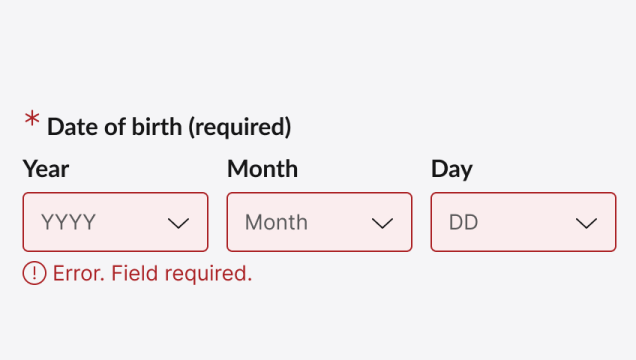 * Date of birth (required)
Year Month Day
YYYY Month DD
Error. Field required.